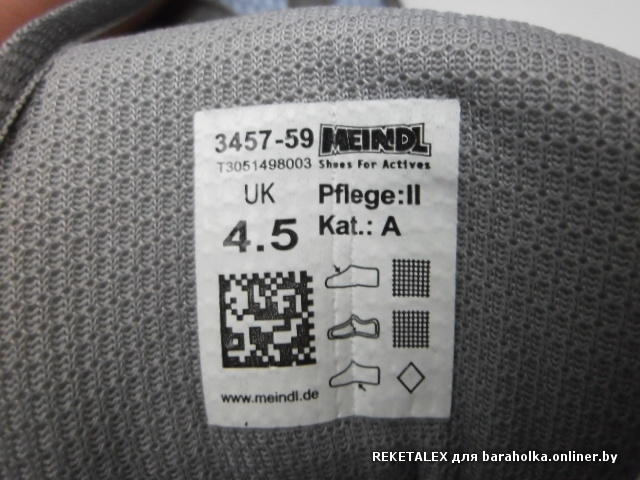 3457-59 MEINDL
T3051498003 Shoes For Actives
UK Pflege:II
4.5 Kat.: A
www.meindl.de
REKETALEX для baraholka.onliner.by